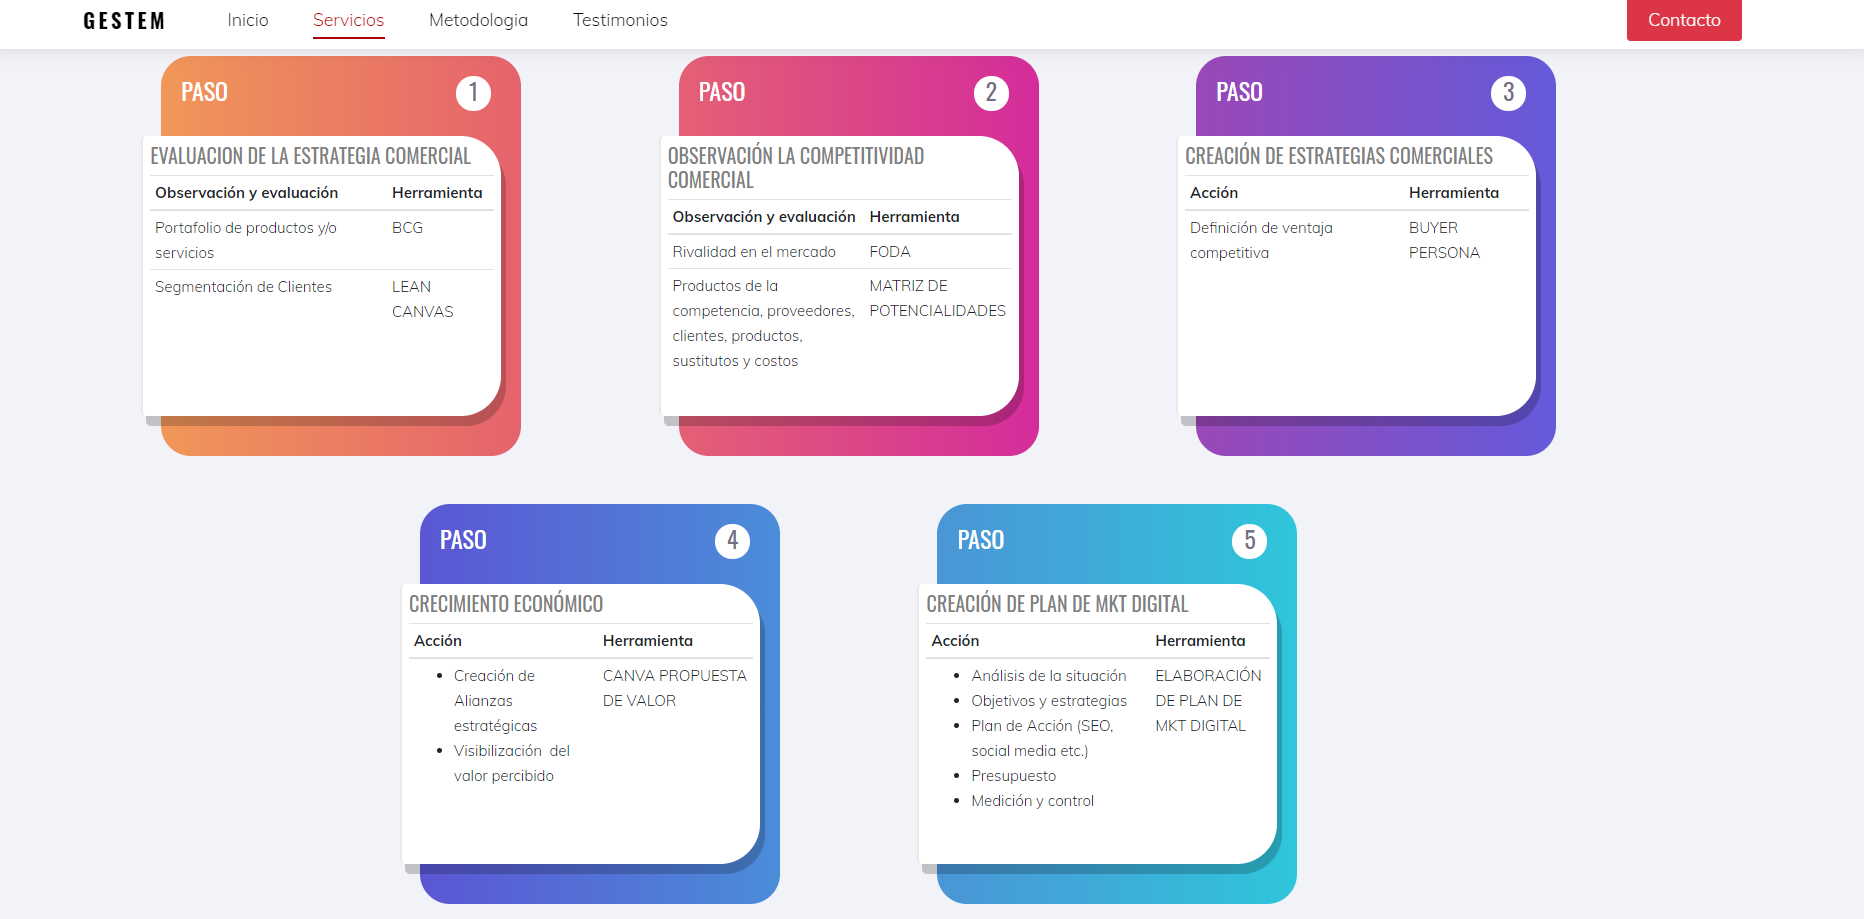 GESTEM Inicio Servicios Metodologia Testimonios Contacto
PASO 1
EVALUACION DE LA ESTRATEGIA COMERCIAL
Observación y evaluación Herramienta
Portafolio de productos y/o BCG
servicios
Segmentación de Clientes LEAN
CANVAS
PASO 2
OBSERVACIÓN LA COMPETITIVIDAD
COMERCIAL
Observación y evaluación Herramienta
Rivalidad en el mercado FODA
Productos de la MATRIZ DE
competencia, proveedores, POTENCIALIDADES
clientes, productos,
sustitutos y costos
PASO 3
CREACIÓN DE ESTRATEGIAS COMERCIALES
Acción Herramienta
Definición de ventaja BUYER
competitiva PERSONA
PASO 4
CRECIMIENTO ECONÓMICO
Acción Herramienta
• Creación de CANVA PROPUESTA
Alianzas DE VALOR
estratégicas
• Visibilización del
valor percibido
PASO 5
CREACIÓN DE PLAN DE MKT DIGITAL
Acción Herramienta
• Análisis de la situación ELABORACIÓN
• Objetivos y estrategias DE PLAN DE
• Plan de Acción (SEO, MKT DIGITAL
social media etc.)
• Presupuesto
• Medición y control